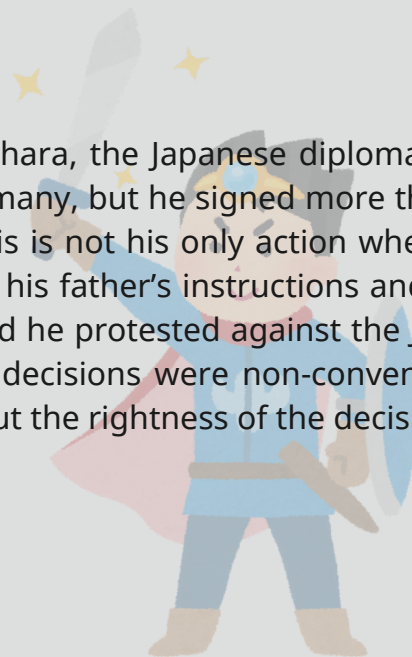 hara, the Japanese diploma
many, but he signed more th
is is not his only action whe
his father's instructions and
d he protested against the J
decisions were non-conven
ut the rightness of the decis